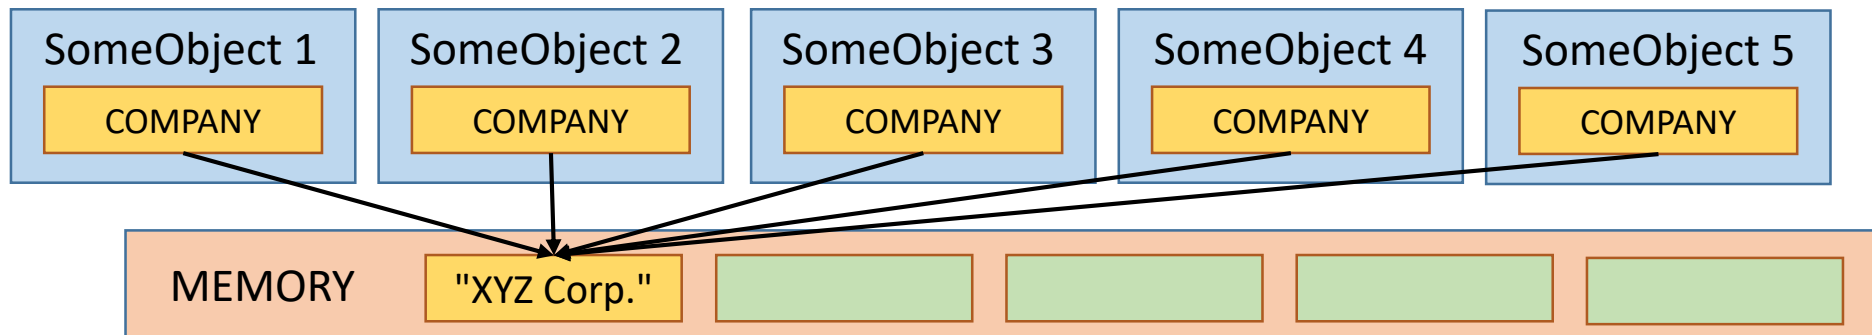 SomeObject 1
SomeObject 2
SomeObject 3
SomeObject 4
SomeObject 5
COMPANY
COMPANY
COMPANY
COMPANY
COMPANY
MEMORY
"XYZ Corp."